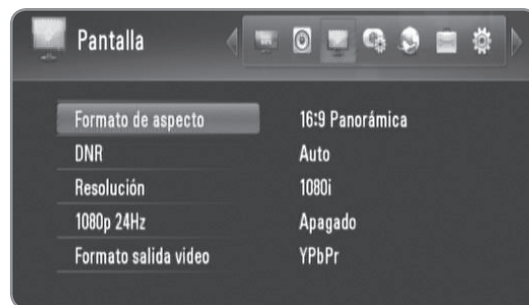 Pantalla
Formato de aspecto 16:9 Panorámica
DNR Auto
Resolución 1080i
1080p 24Hz Apagado
Formato salida video YPbPr